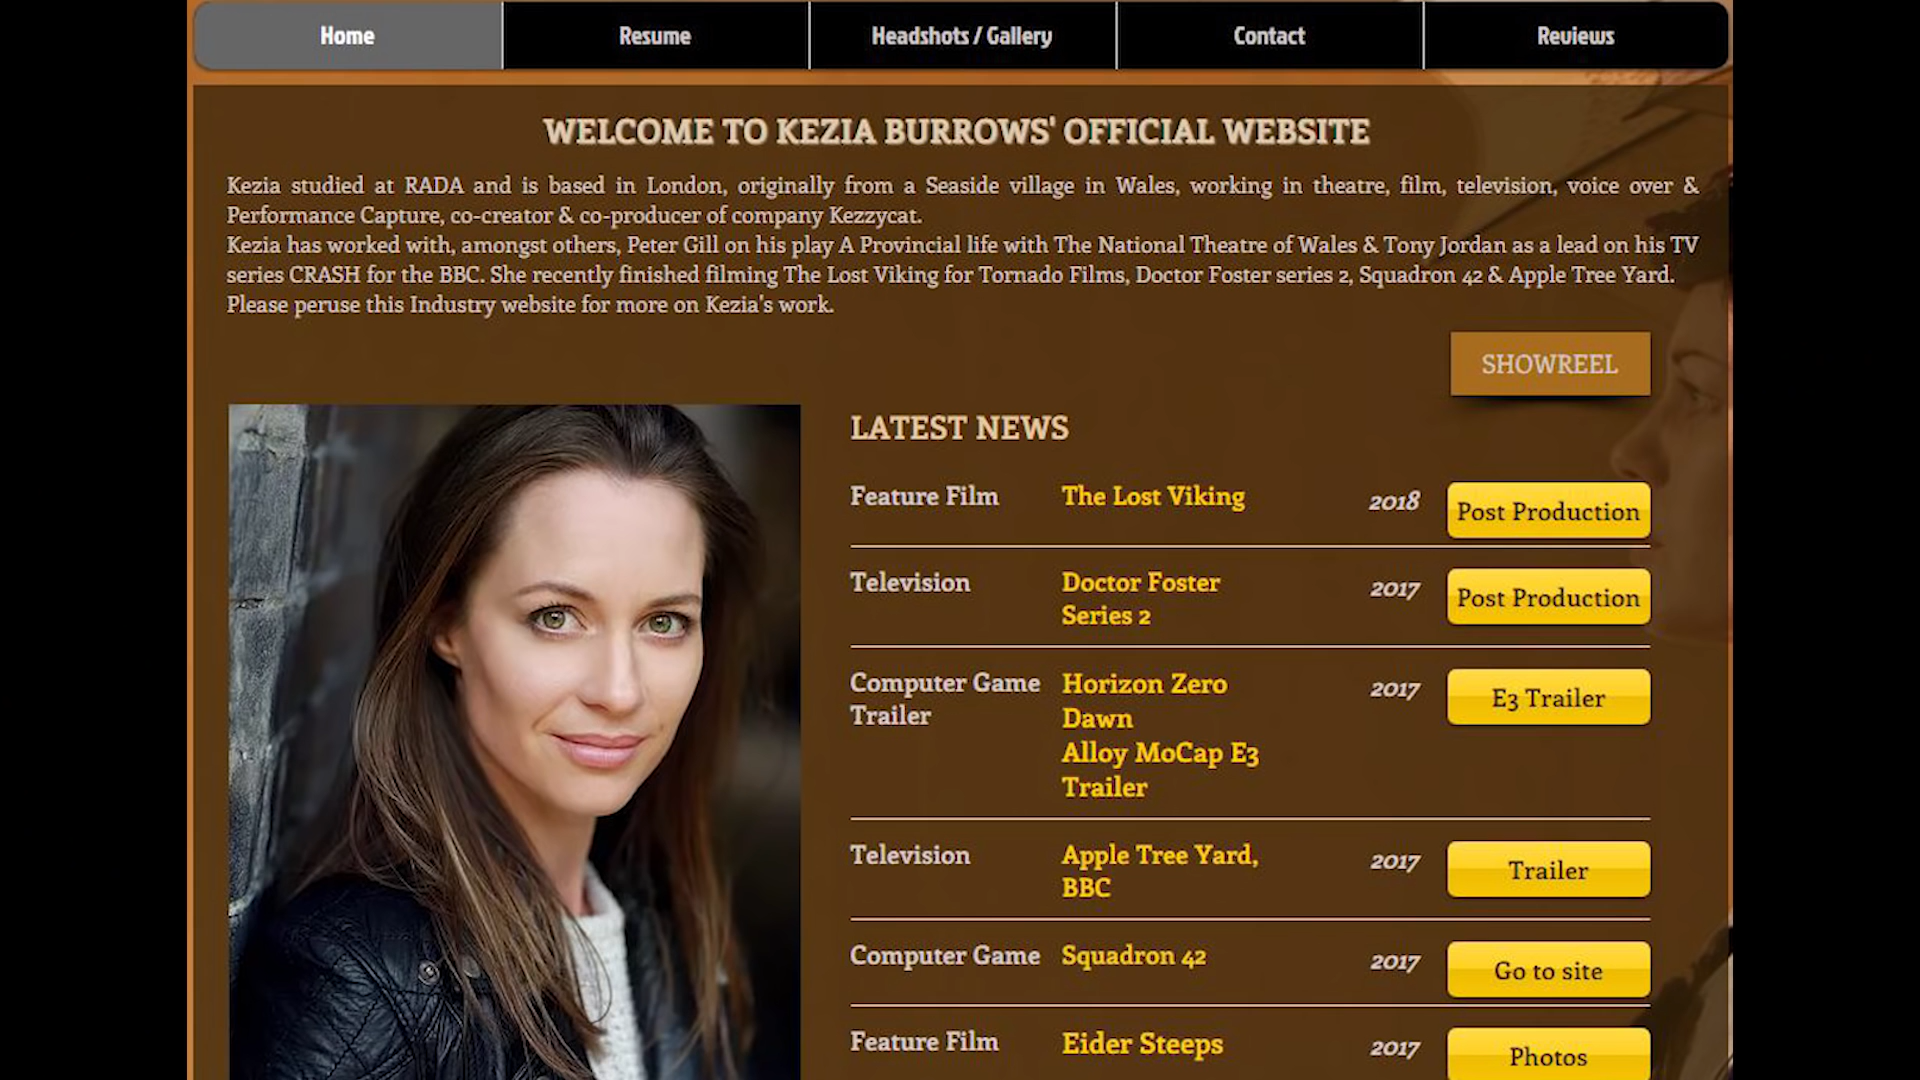 Home
Resume
Headshots / Gallery
Contact
Reviews
WELCOME TO KEZIA BURROWS' OFFICIAL WEBSITE
Kezia studied at RADA and is based in London, originally from a Seaside village in Wales, working in theatre, film, television, voice over &
Performance Capture, co-creator & co-producer of company Kezzycat.
Kezia has worked with, amongst others, Peter Gill on his play A Provincial life with The National Theatre of Wales & Tony Jordan as a lead on his TV
series CRASH for the BBC. She recently finished filming The Lost Viking for Tornado Films, Doctor Foster series 2, Squadron 42 & Apple Tree Yard.
Please peruse this Industry website for more on Kezia's work.
SHOWREEL
LATEST NEWS
Feature Film
The Lost Viking
2018
Post Production
Television
Doctor Foster
Series 2
2017
Post Production
Computer Game
Trailer
Horizon Zero
Dawn
Alloy MoCap E3
Trailer
2017
E3 Trailer
Television
Apple Tree Yard,
BBC
2017
Trailer
Computer Game
Squadron 42
2017
Go to site
Feature Film
Eider Steeps
2017
Photos